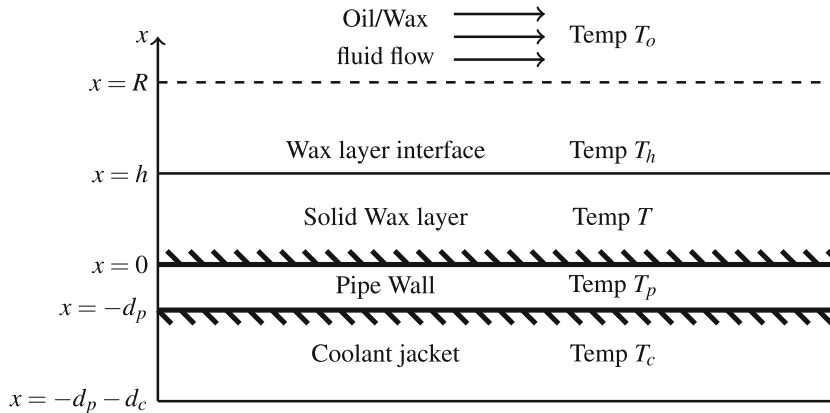 Oil/Wax
fluid flow
Temp T_o
x
x = R
Wax layer interface Temp T_h
x = h
Solid Wax layer Temp T
x = 0
Pipe Wall Temp T_p
x = −d_p
Coolant jacket Temp T_c
x = −d_p − d_c